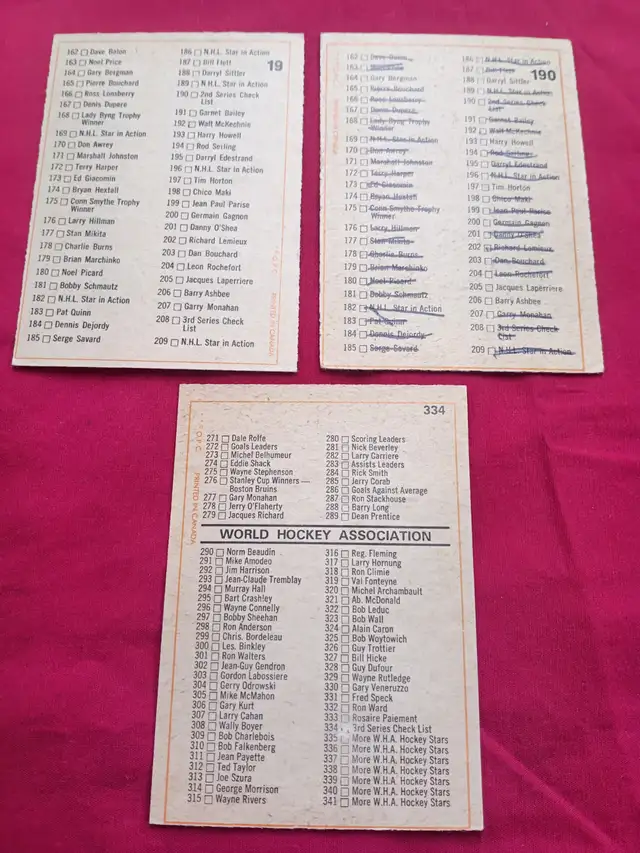 19
162 Dave Balon
163 Noel Price
164 Gary Bergman
165 Pierre Bouchard
166 Ross Lonsberry
167 Denis Dupere
168 Lady Byng Trophy
Winner
169 N.H.L. Star in Action
170 Don Awrey
171 Marshall Johnston
172 Terry Harper
173 Ed Giacomin
174 Bryan Hextall
175 Conn Smythe Trophy
Winner
176 Larry Hillman
177 Stan Mikita
178 Charlie Burns
179 Brian Marchinko
180 Noel Picard
181 Bobby Schmautz
182 N.H.L. Star in Action
183 Pat Quinn
184 Dennis Dejordy
185 Serge Savard
186 N.H.L. Star in Action
187 Bill Flett
188 Darryl Sittler
189 N.H.L. Star in Action
190 2nd Series Check
List
191 Garnet Bailey
192 Walt McKechnie
193 Harry Howell
194 Rod Seiling
195 Darryl Edestrand
196 N.H.L. Star in Action
197 Tim Horton
198 Chico Maki
199 Jean Paul Parise
200 Germain Gagnon
201 Danny O'Shea
202 Richard Lemieux
203 Dan Bouchard
204 Leon Rochefort
205 Jacques Laperriere
206 Barry Ashbee
207 Garry Monahan
208 3rd Series Check
List
209 N.H.L. Star in Action
O.P.C.
PRINTED IN CANADA
190
162 Dave Balon
163
164 Gary Bergman
165 Pierre Bouchard
166 Ross Lonsberry
167 Denis Dupere
168 Lady Byng Trophy
Winner
169 N.H.L. Star in Action
170 Don Awrey
171 Marshall Johnston
172 Terry Harper
173 Ed Giacomin
174 Bryan Hextall
175 Conn Smythe Trophy
Winner
176 Larry Hillman
177 Stan Mikita
178 Charlie Burns
179 Brian Marchinko
180 Noel Picard
181 Bobby Schmautz
182 N.H.L. Star in Action
183 Pat Quinn
184 Dennis Dejordy
185 Serge Savard
186 N.H.L. Star in Action
187 Bill Flett
188 Darryl Sittler
189 N.H.L. Star in Action
190 2nd Series Check
List
191 Garnet Bailey
192 Walt McKechnie
193 Harry Howell
194 Rod Seiling
195 Darryl Edestrand
196 N.H.L. Star in Action
197 Tim Horton
198 Chico Maki
199 Jean Paul Parise
200 Germain Gagnon
201 Danny O'Shea
202 Richard Lemieux
203 Dan Bouchard
204 Leon Rochefort
205 Jacques Laperriere
206 Barry Ashbee
207 Garry Monahan
208 3rd Series Check
List
209 N.H.L. Star in Action
334
O.P.C.
PRINTED IN CANADA
271 Dale Rolfe
272 Goals Leaders
273 Michel Belhumeur
274 Eddie Shack
275 Wayne Stephenson
276 Stanley Cup Winners —
Boston Bruins
277 Gary Monahan
278 Jerry O'Flaherty
279 Jacques Richard
280 Scoring Leaders
281 Nick Beverley
282 Larry Carriere
283 Assists Leaders
284 Rick Smith
285 Jerry Corab
286 Goals Against Average
287 Ron Stackhouse
288 Barry Long
289 Dean Prentice
WORLD HOCKEY ASSOCIATION
290 Norm Beaudin
291 Mike Amodeo
292 Jim Harrison
293 Jean-Claude Tremblay
294 Murray Hall
295 Bart Crashley
296 Wayne Connelly
297 Bobby Sheehan
298 Ron Anderson
299 Chris. Bordeleau
300 Les. Binkley
301 Ron Walters
302 Jean-Guy Gendron
303 Gordon Labossiere
304 Gerry Odrowski
305 Mike McMahon
306 Gary Kurt
307 Larry Cahan
308 Wally Boyer
309 Bob Charlebois
310 Bob Falkenberg
311 Jean Payette
312 Ted Taylor
313 Joe Szura
314 George Morrison
315 Wayne Rivers
316 Reg. Fleming
317 Larry Hornung
318 Ron Climie
319 Val Fonteyne
320 Michel Archambault
321 Ab. McDonald
322 Bob Leduc
323 Bob Wall
324 Alain Caron
325 Bob Woytowich
326 Guy Trottier
327 Bill Hicke
328 Guy Dufour
329 Wayne Rutledge
330 Gary Veneruzzo
331 Fred Speck
332 Ron Ward
333 Rosaire Paiement
334 3rd Series Check List
335 More W.H.A. Hockey Stars
336 More W.H.A. Hockey Stars
337 More W.H.A. Hockey Stars
338 More W.H.A. Hockey Stars
339 More W.H.A. Hockey Stars
340 More W.H.A. Hockey Stars
341 More W.H.A. Hockey Stars